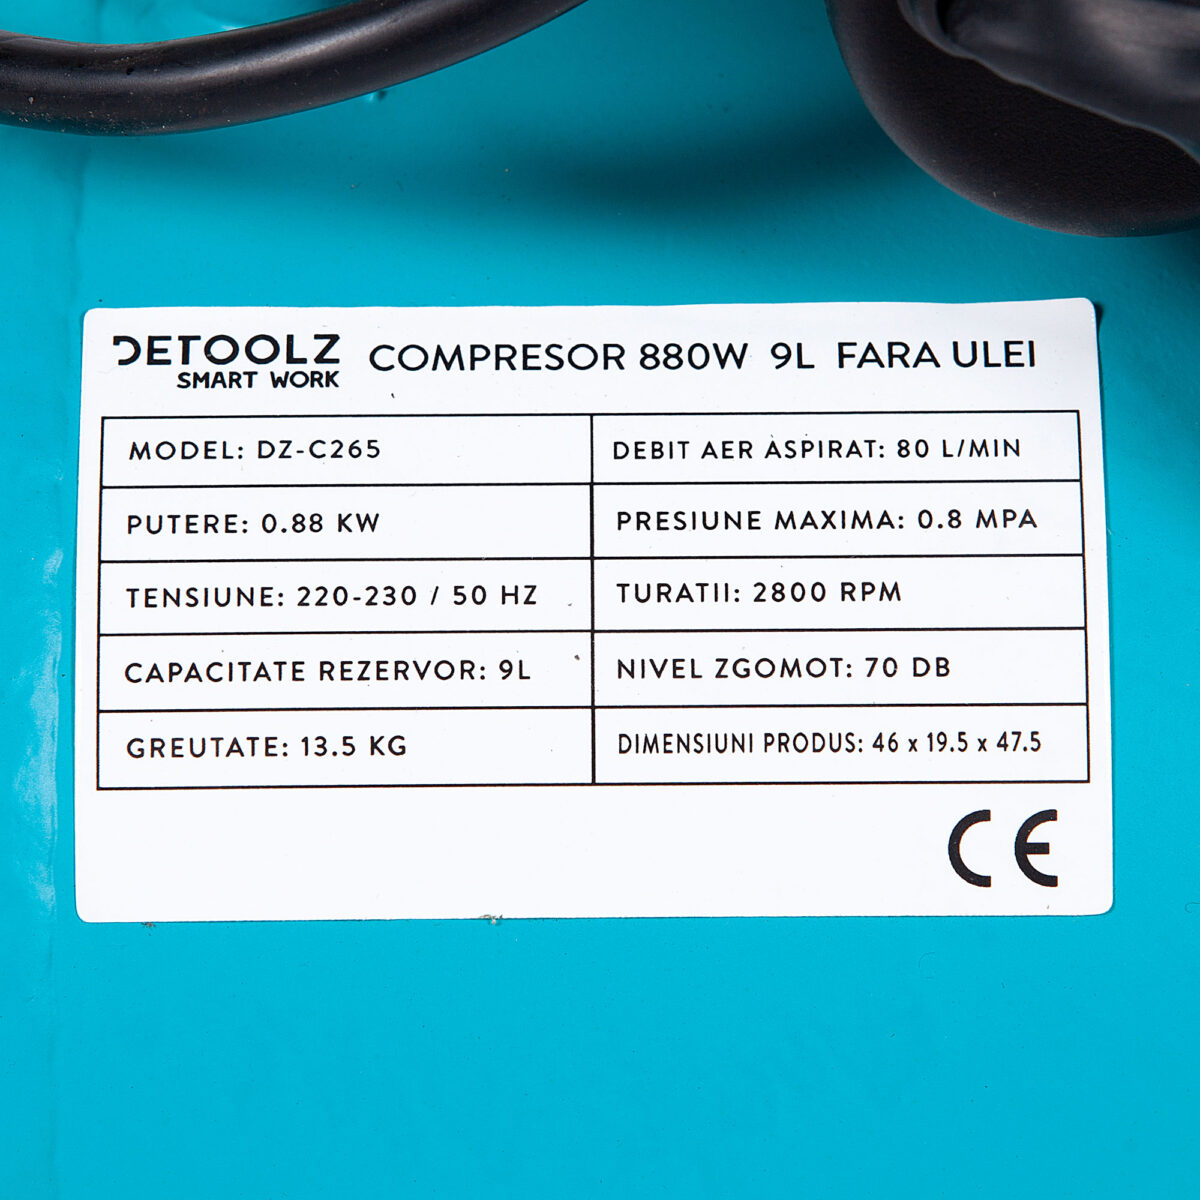 DETOOLZ
SMART WORK
COMPRESOR 880W 9L FARA ULEI
MODEL: DZ-C265
DEBIT AER ASPIRAT: 80 L/MIN
PUTERE: 0.88 KW
PRESIUNE MAXIMA: 0.8 MPA
TENSIUNE: 220-230 / 50 HZ
TURATII: 2800 RPM
CAPACITATE REZERVOR: 9L
NIVEL ZGOMOT: 70 DB
GREUTATE: 13.5 KG
DIMENSIUNI PRODUS: 46 x 19.5 x 47.5
CE